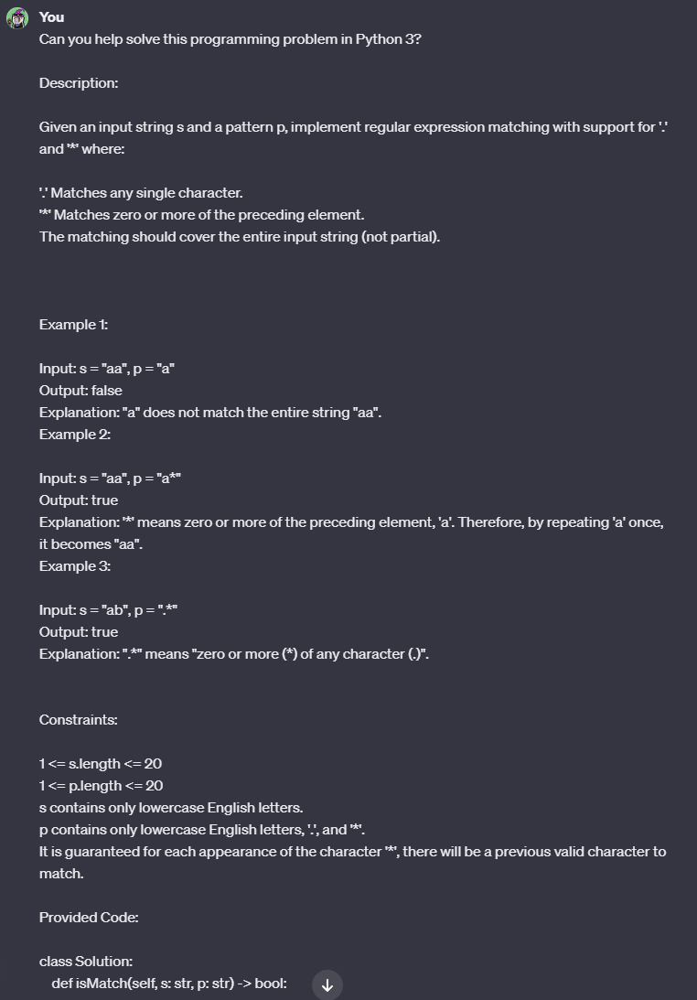 You
Can you help solve this programming problem in Python 3?
Description:
Given an input string s and a pattern p, implement regular expression matching with support for '.'
and '*' where:
'.' Matches any single character.
'*' Matches zero or more of the preceding element.
The matching should cover the entire input string (not partial).
Example 1:
Input: s = "aa", p = "a"
Output: false
Explanation: "a" does not match the entire string "aa".
Example 2:
Input: s = "aa", p = "a*"
Output: true
Explanation: '*' means zero or more of the preceding element, 'a'. Therefore, by repeating 'a' once,
it becomes "aa".
Example 3:
Input: s = "ab", p = ".*"
Output: true
Explanation: ".*" means "zero or more (*) of any character (.)".
Constraints:
1 <= s.length <= 20
1 <= p.length <= 20
s contains only lowercase English letters.
p contains only lowercase English letters, '.', and '*'.
It is guaranteed for each appearance of the character '*', there will be a previous valid character to
match.
Provided Code:
class Solution:
    def isMatch(self, s: str, p: str) -> bool: